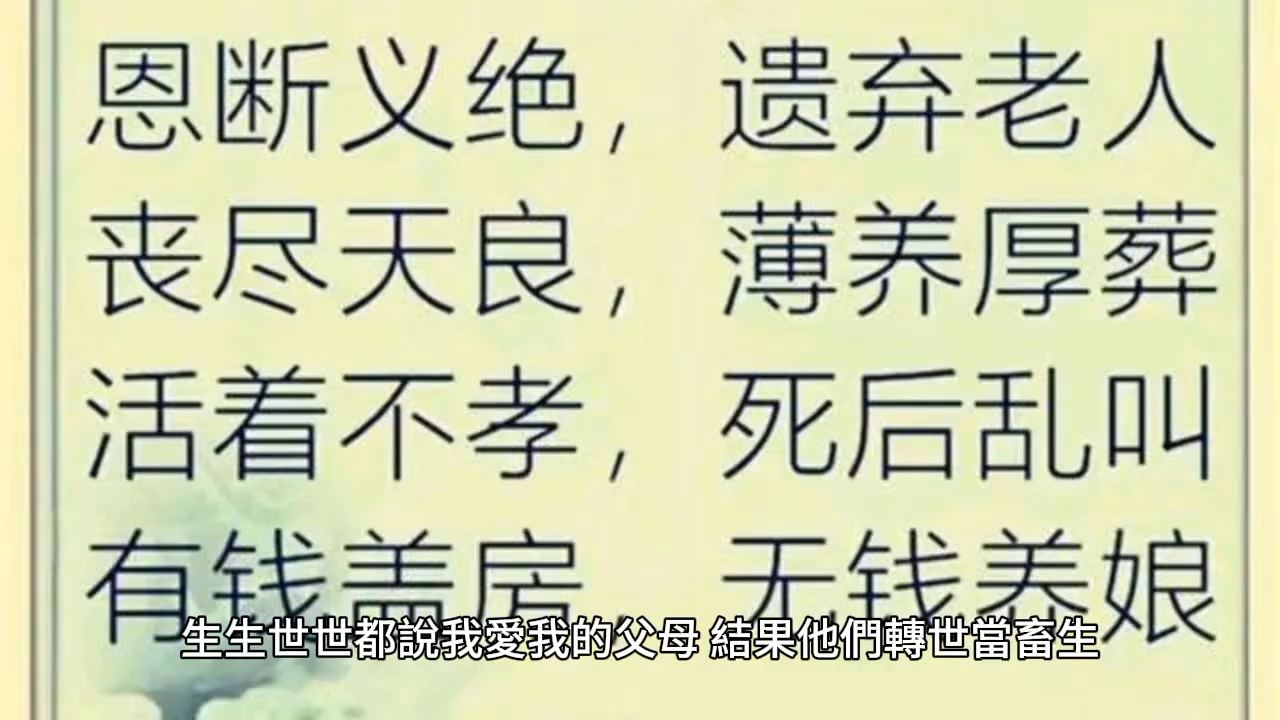 恩断义绝，遗弃老人
丧尽天良，薄养厚葬
活着不孝，死后乱叫
有钱盖房，无钱养娘
生生世世都說我愛我的父母 結果他們轉世當畜生